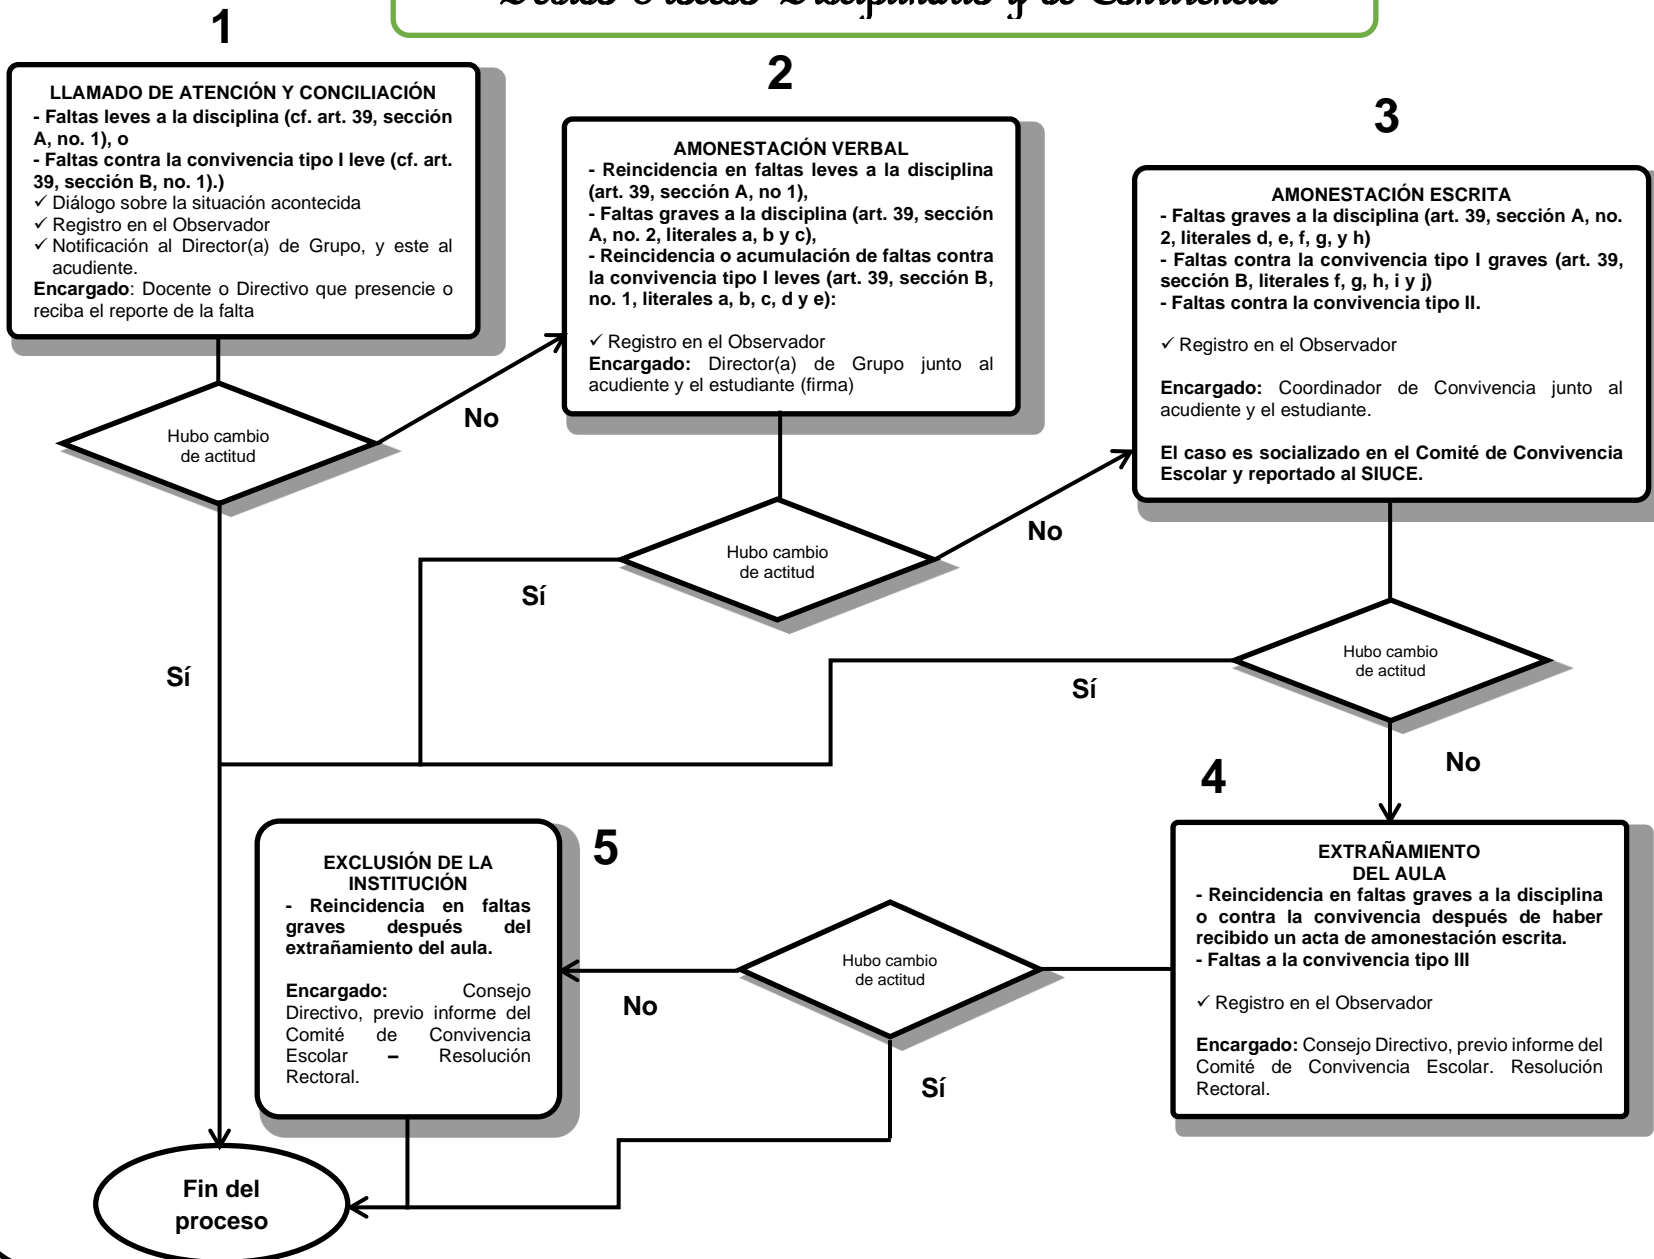 Debido Proceso Disciplinario y de Convivencia
1
LLAMADO DE ATENCIÓN Y CONCILIACIÓN
- Faltas leves a la disciplina (cf. art. 39, sección
A, no. 1), o
- Faltas contra la convivencia tipo I leve (cf. art.
39, sección B, no. 1).)
✓ Diálogo sobre la situación acontecida
✓ Registro en el Observador
✓ Notificación al Director(a) de Grupo, y este al
acudiente.
Encargado: Docente o Directivo que presencie o
reciba el reporte de la falta
Hubo cambio
de actitud
No
Sí
2
AMONESTACIÓN VERBAL
- Reincidencia en faltas leves a la disciplina
(art. 39, sección A, no 1),
- Faltas graves a la disciplina (art. 39, sección
A, no. 2, literales a, b y c),
- Reincidencia o acumulación de faltas contra
la convivencia tipo I leves (art. 39, sección B,
no. 1, literales a, b, c, d y e):
✓ Registro en el Observador
Encargado: Director(a) de Grupo junto al
acudiente y el estudiante (firma)
Hubo cambio
de actitud
No
Sí
3
AMONESTACIÓN ESCRITA
- Faltas graves a la disciplina (art. 39, sección A, no.
2, literales d, e, f, g, y h)
- Faltas contra la convivencia tipo I graves (art. 39,
sección B, literales f, g, h, i y j)
- Faltas contra la convivencia tipo II.
✓ Registro en el Observador
Encargado: Coordinador de Convivencia junto al
acudiente y el estudiante.
El caso es socializado en el Comité de Convivencia
Escolar y reportado al SIUCE.
Hubo cambio
de actitud
Sí
No
4
EXTRAÑAMIENTO
DEL AULA
- Reincidencia en faltas graves a la disciplina
o contra la convivencia después de haber
recibido un acta de amonestación escrita.
- Faltas a la convivencia tipo III
✓ Registro en el Observador
Encargado: Consejo Directivo, previo informe del
Comité de Convivencia Escolar. Resolución
Rectoral.
Hubo cambio
de actitud
No
Sí
5
EXCLUSIÓN DE LA
INSTITUCIÓN
- Reincidencia en faltas
graves después del
extrañamiento del aula.
Encargado: Consejo
Directivo, previo informe del
Comité de Convivencia
Escolar – Resolución
Rectoral.
Fin del
proceso